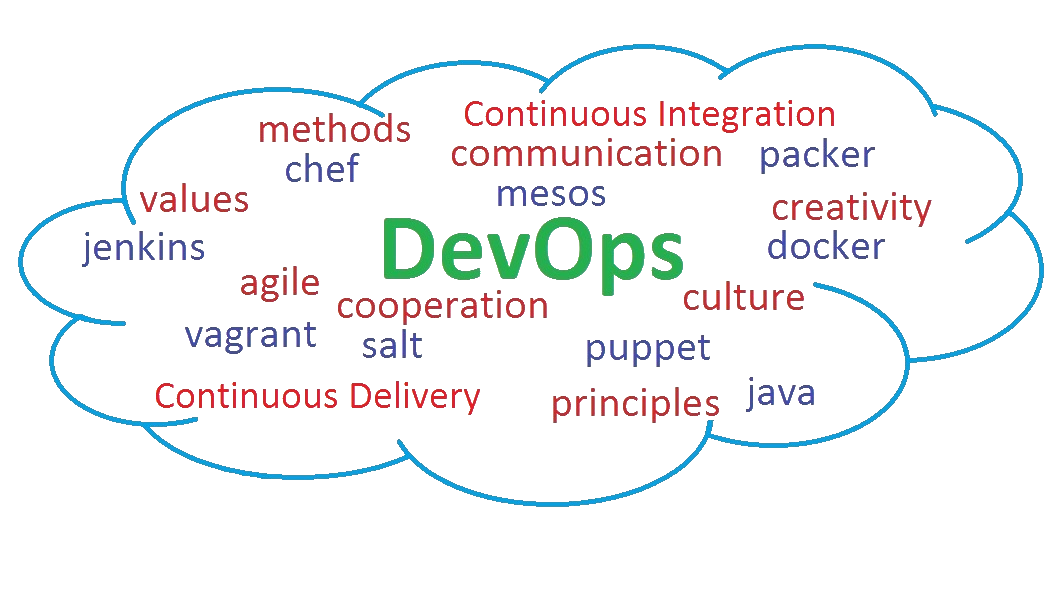 Continuous Integration
methods
communication
packer
chef
mesos
values
creativity
jenkins
DevOps
docker
agile
cooperation
culture
vagrant
salt
puppet
Continuous Delivery
principles
java